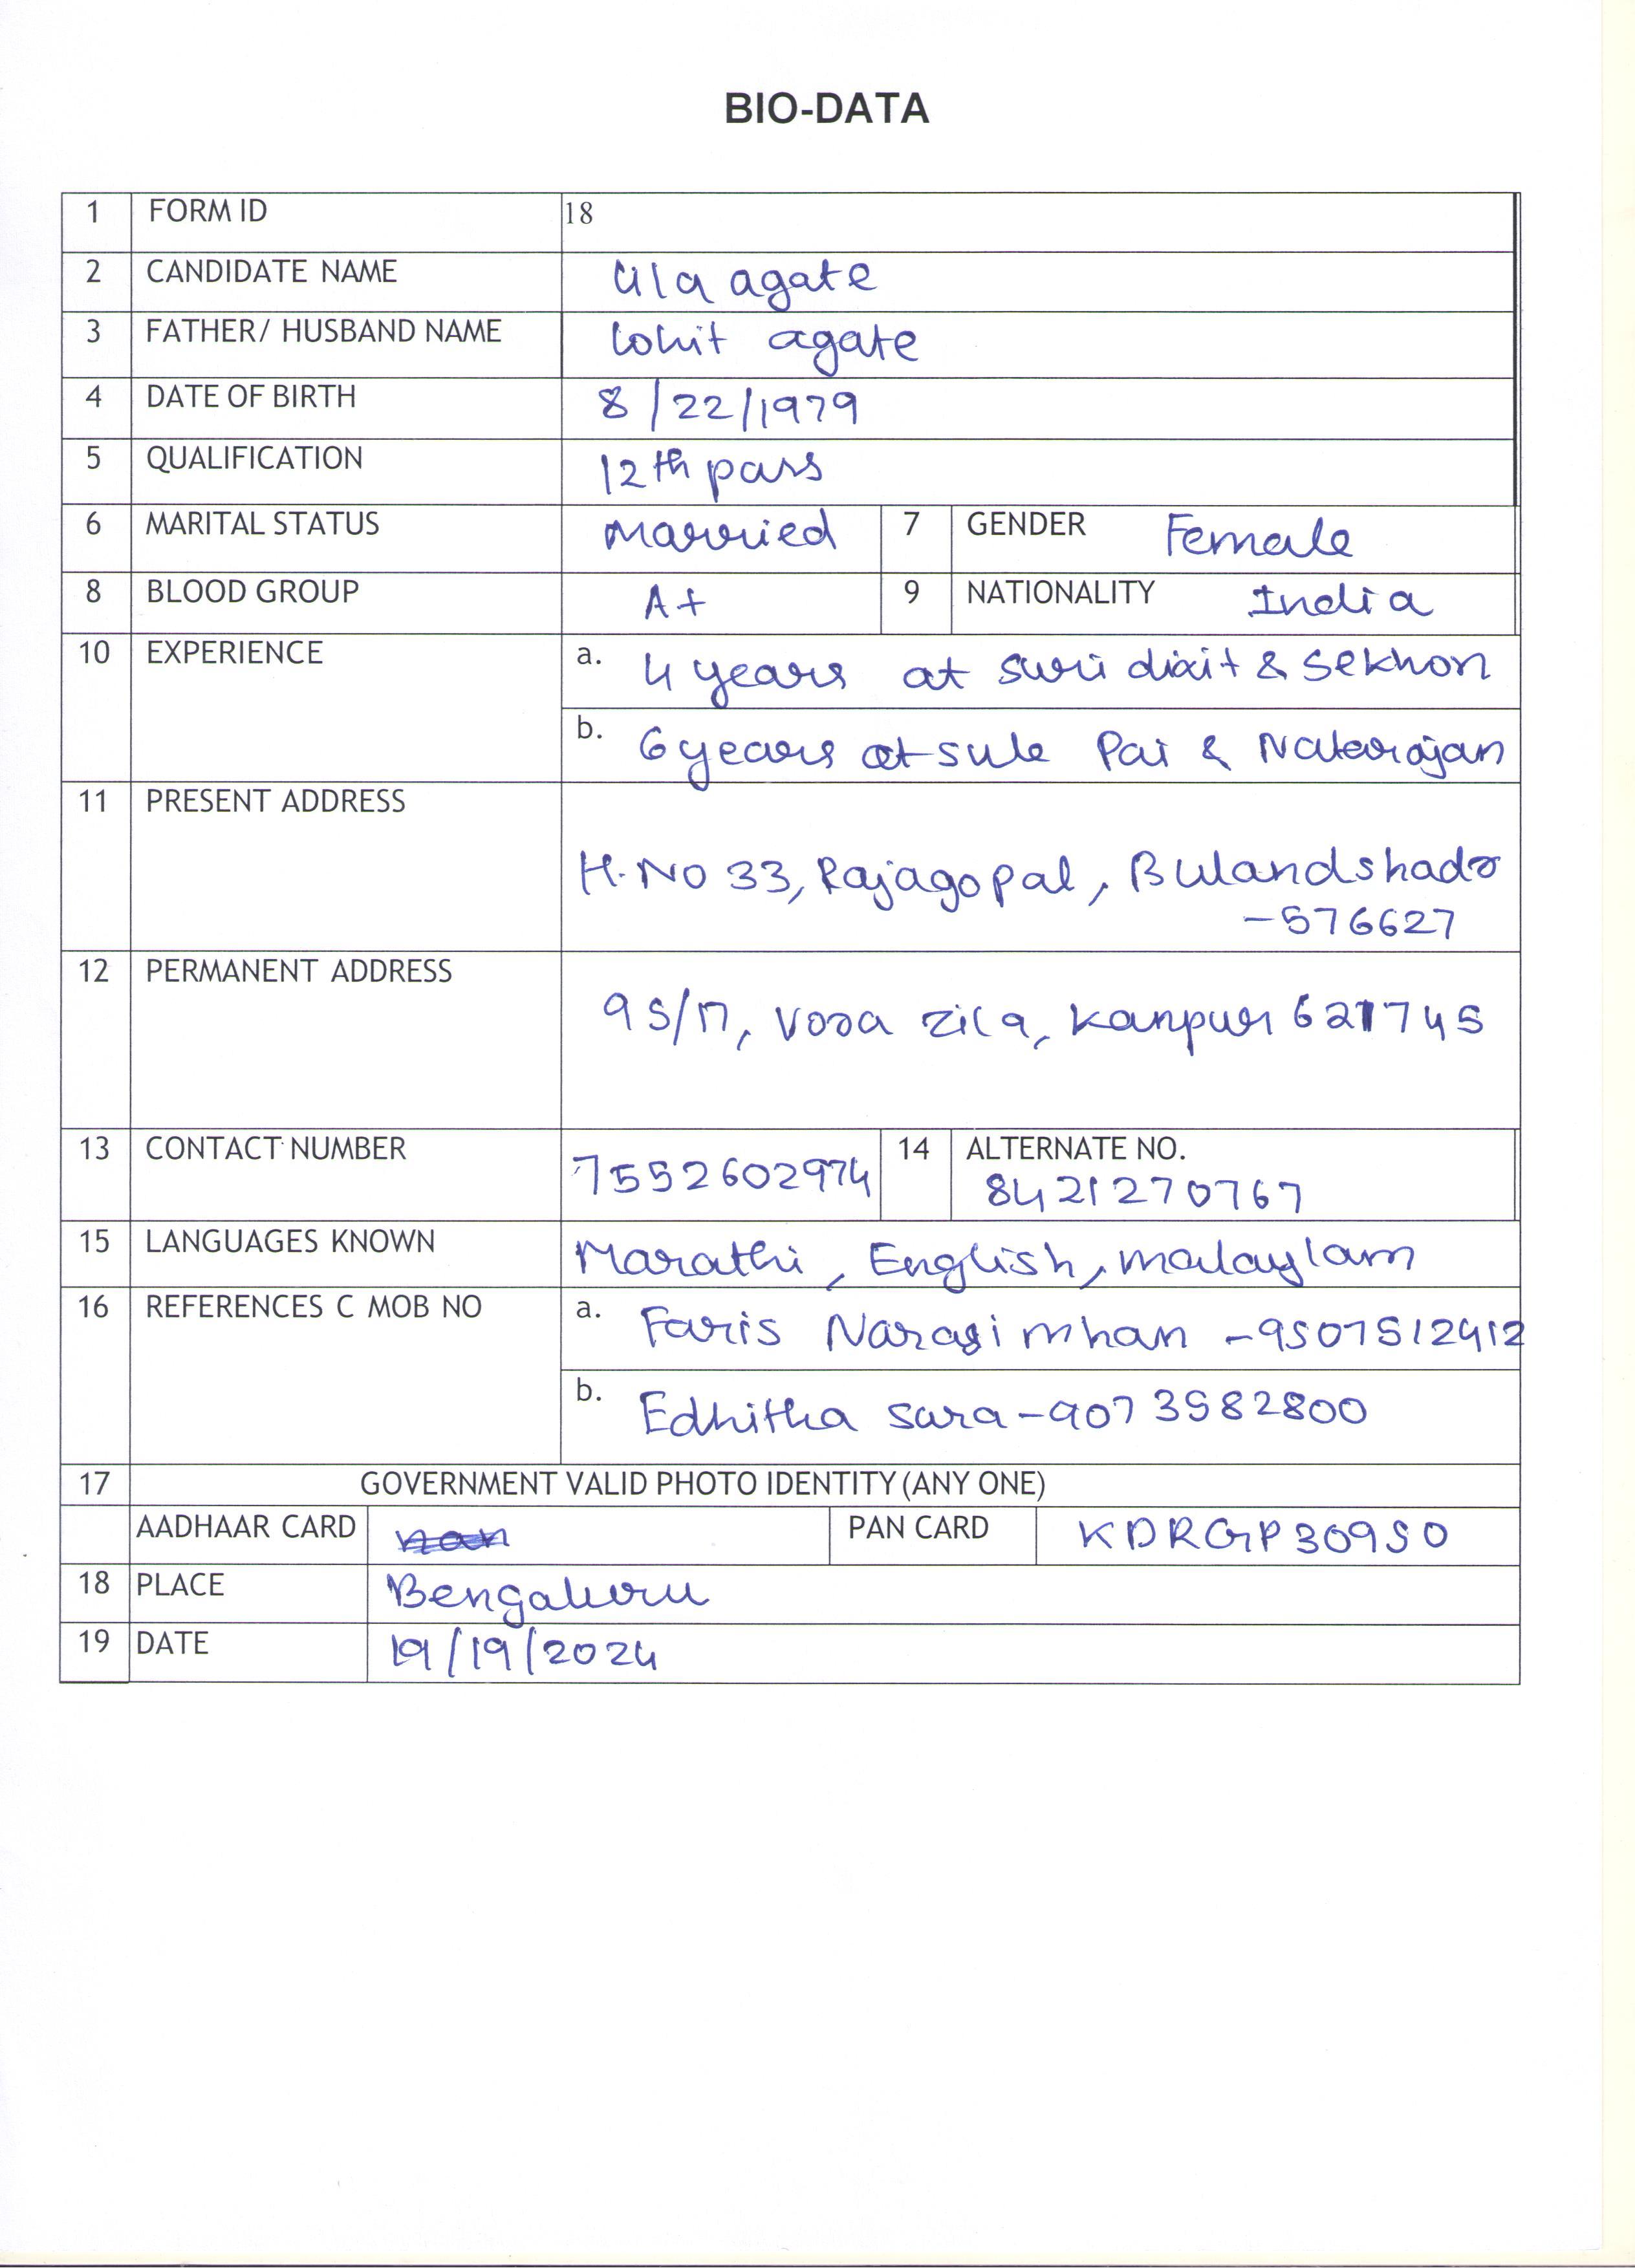 BIO-DATA
1 FORM ID 18
2 CANDIDATE NAME lila agate
3 FATHER/ HUSBAND NAME lohit agate
4 DATE OF BIRTH 8/22/1979
5 QUALIFICATION 12th pass
6 MARITAL STATUS Married 7 GENDER Female
8 BLOOD GROUP A+ 9 NATIONALITY India
10 EXPERIENCE a. 4 years at suri dixit & Sekhon
b. 6 years at sule Pai & Natarajan
11 PRESENT ADDRESS
H.NO 33, Rajagopal, Bulandshahr
-576627
12 PERMANENT ADDRESS
95/17, Vora zila, Kanpur 621745
13 CONTACT NUMBER 7552602974 14 ALTERNATE NO.
8421270767
15 LANGUAGES KNOWN Marathi, English, malaylam
16 REFERENCES C MOB NO a. Faris Narasimhan -9507512412
b. Edhitha sara-9073582800
17 GOVERNMENT VALID PHOTO IDENTITY (ANY ONE)
AADHAAR CARD PAN CARD KDRGP3095O
18 PLACE Bengaluru
19 DATE 19/19/2024